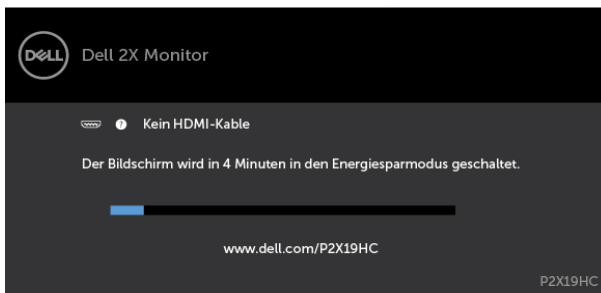 DELL Dell 2X Monitor
? Kein HDMI-Kable
Der Bildschirm wird in 4 Minuten in den Energiesparmodus geschaltet.
www.dell.com/P2X19HC
P2X19HC